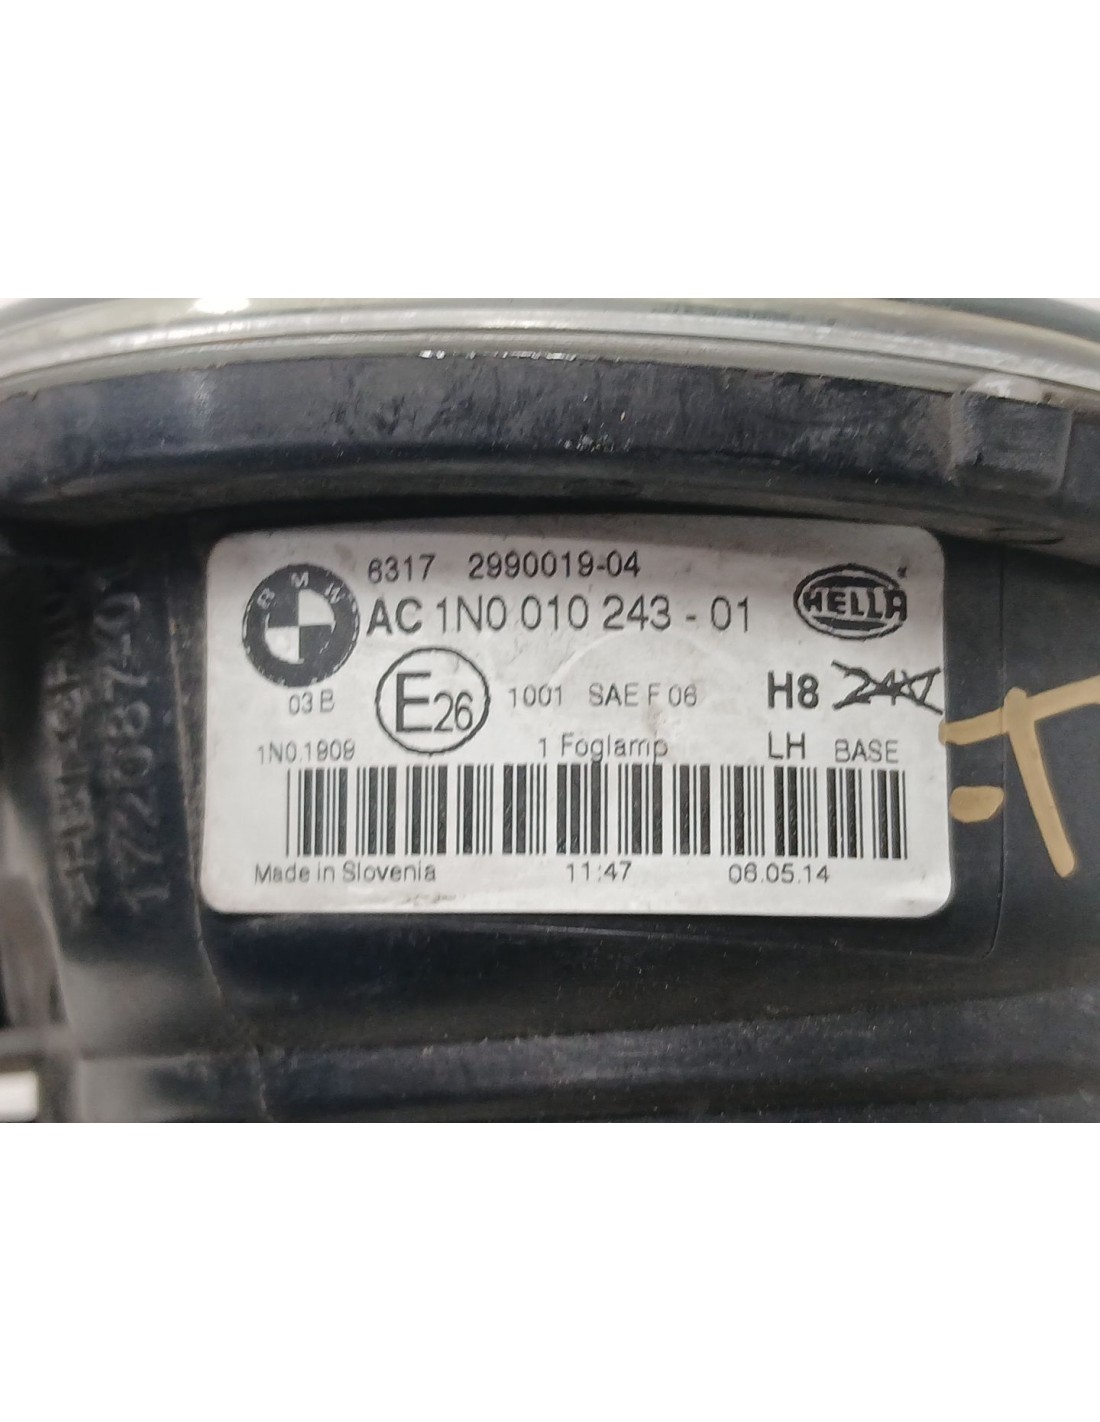 6317 2990019-04
BMW
AC 1N0 010 243 - 01
HELLA
03 B
E26
1001 SAE F 06
H8
1N0.1909
1 Foglamp
LH BASE
Made in Slovenia
11:47
06.05.14